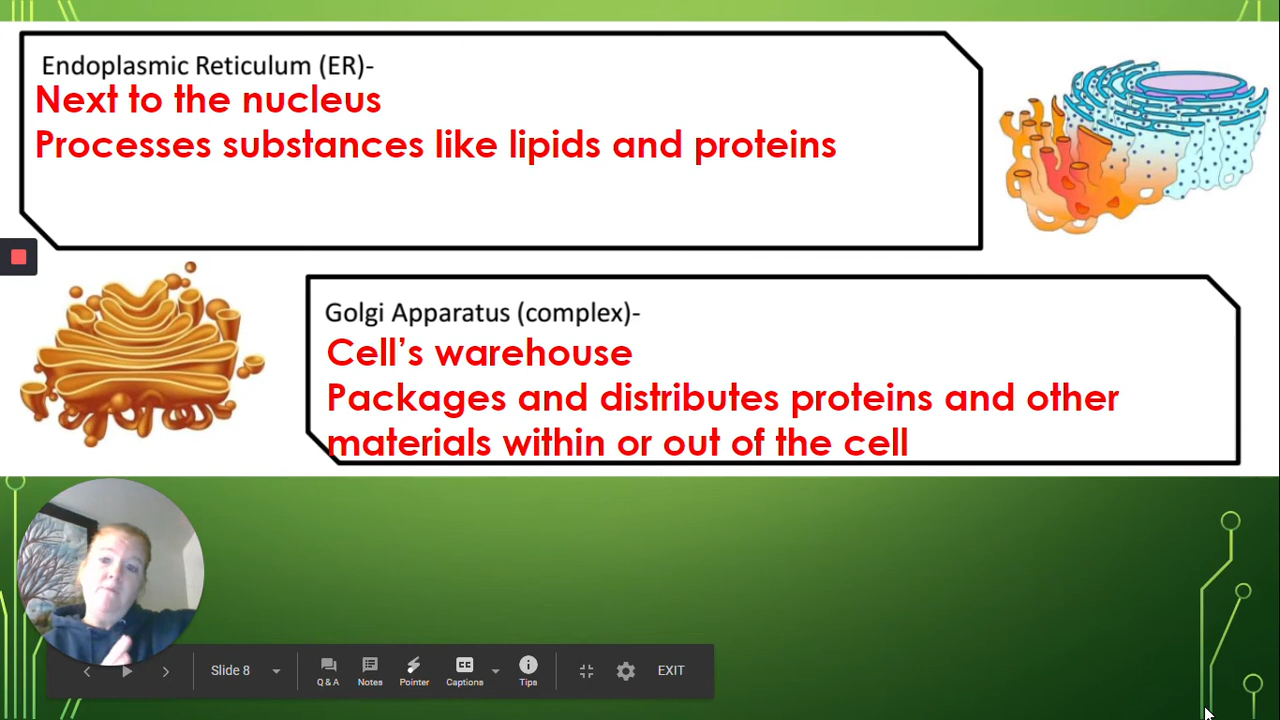 Endoplasmic Reticulum (ER)-
Next to the nucleus
Processes substances like lipids and proteins
Golgi Apparatus (complex)-
Cell's warehouse
Packages and distributes proteins and other
materials within or out of the cell
Slide 8
Q & A
Notes
Pointer
CC
Captions
Tips
EXIT